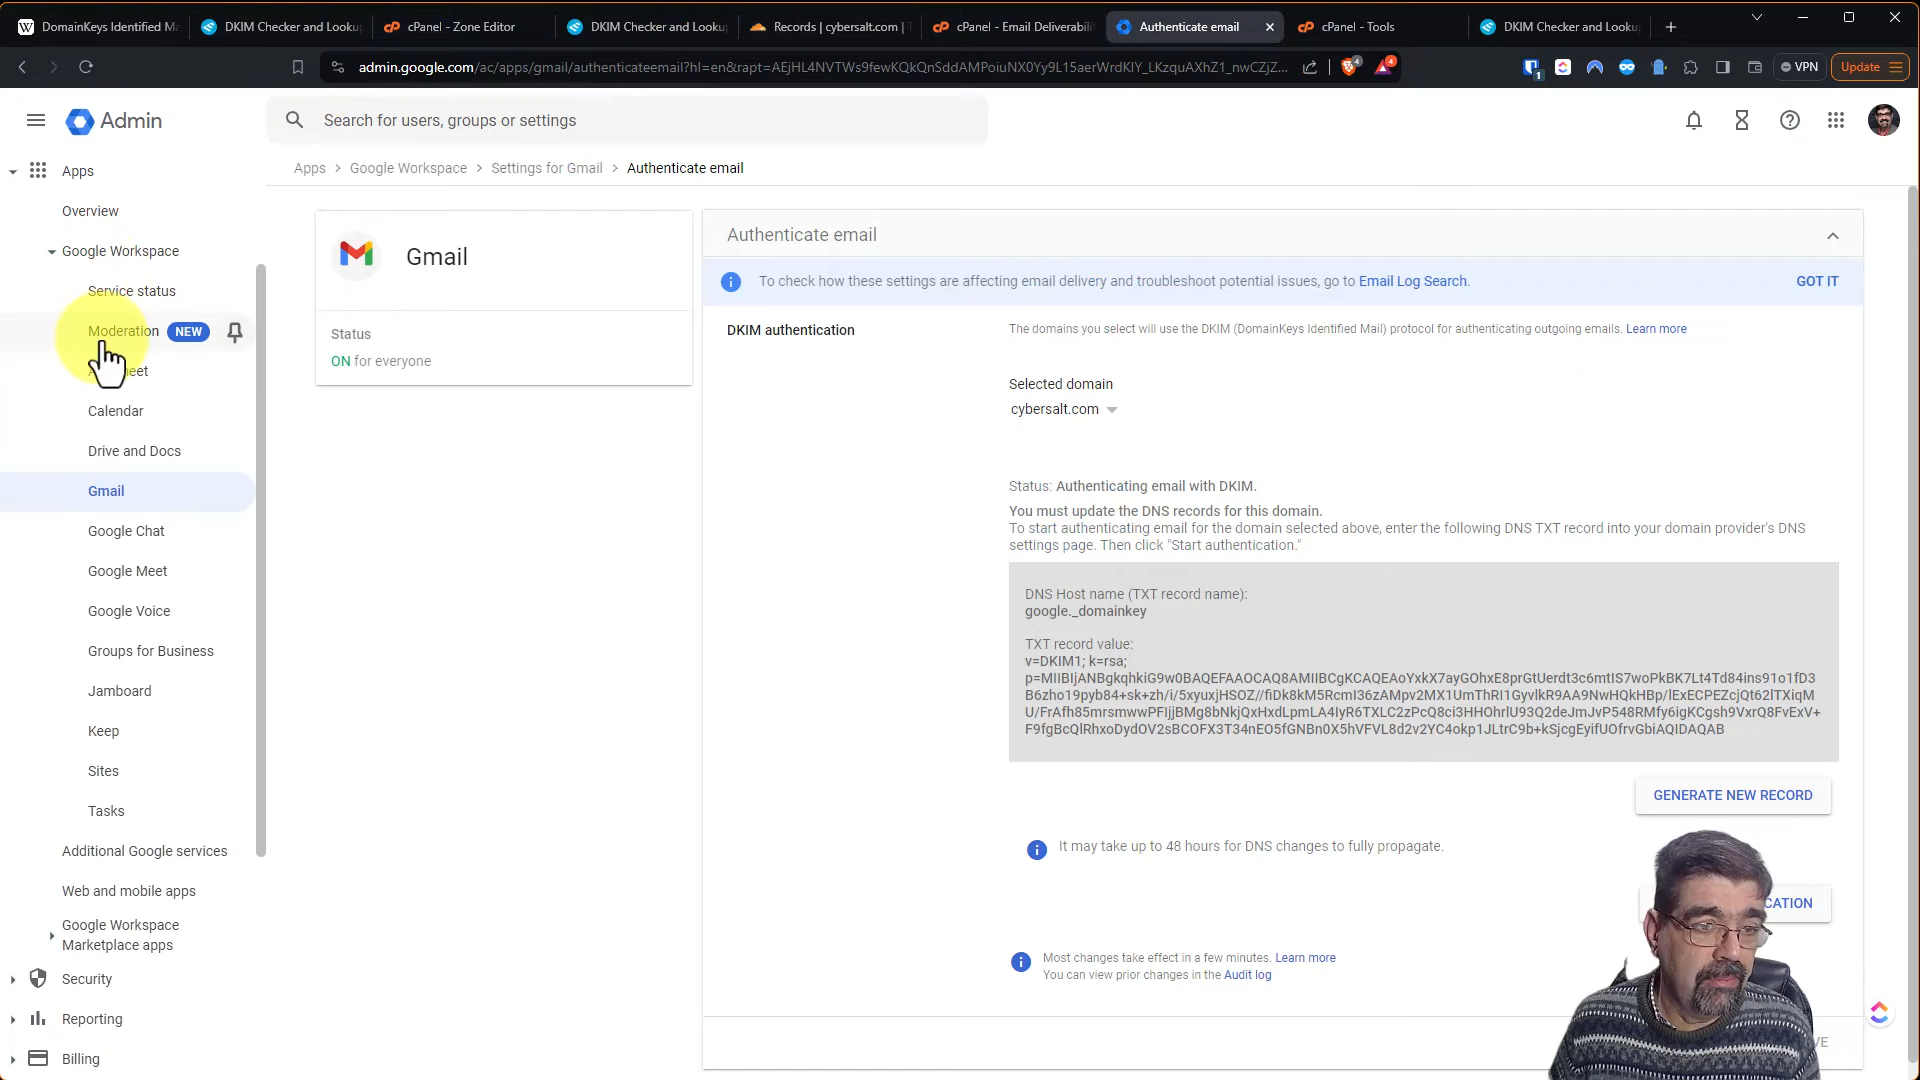 DomainKeys Identified Ma
DKIM Checker and Lookup
cPanel - Zone Editor
DKIM Checker and Lookup
Records | cybersalt.com |
cPanel - Email Deliverabili
Authenticate email
cPanel - Tools
DKIM Checker and Lookup
admin.google.com/ac/apps/gmail/authenticateemail?hl=en&rapt=AEjHL4NVTWs9fewKQkQnSddAMPoiuNX0Yy9L15aerWrdKlY_LKzquAXhZ1_nwCZjZ...
VPN
Update
Admin
Search for users, groups or settings
Apps
Overview
Google Workspace
Service status
Moderation NEW
Calendar
Drive and Docs
Gmail
Google Chat
Google Meet
Google Voice
Groups for Business
Jamboard
Keep
Sites
Tasks
Additional Google services
Web and mobile apps
Google Workspace
Marketplace apps
Security
Reporting
Billing
Apps > Google Workspace > Settings for Gmail > Authenticate email
Gmail
Status
ON for everyone
Authenticate email
To check how these settings are affecting email delivery and troubleshoot potential issues, go to Email Log Search. GOT IT
DKIM authentication
The domains you select will use the DKIM (DomainKeys Identified Mail) protocol for authenticating outgoing emails. Learn more
Selected domain
cybersalt.com
Status: Authenticating email with DKIM.
You must update the DNS records for this domain.
To start authenticating email for the domain selected above, enter the following DNS TXT record into your domain provider's DNS
settings page. Then click "Start authentication."
DNS Host name (TXT record name):
google._domainkey
TXT record value:
v=DKIM1; k=rsa;
p=MIIBIjANBgkqhkiG9w0BAQEFAAOCAQ8AMIIBCgKCAQEAoYxkX7ayGOhxE8prGtUerdt3c6mtIS7woPkBK7Lt4Td84ins91o1fD3
B6zho19pyb84+sk+zh/i/5xyuxjHSOZ//fiDk8kM5RcmI36zAMpv2MX1UmThRI1GyvlkR9AA9NwHQkHBp/lExECPEZcjQt62lTXiqM
U/FrAfh85mrsmwwPFIjjBMg8bNkjQxHxdLpmLA4IyR6TXLC2zPcQ8ci3HHOhrlU93Q2deJmJvP548RMfy6igKCgsh9VxrQ8FvExV+
F9fgBcQlRhxoDydOV2sBCOFX3T34nEO5fGNBn0X5hVFVL8d2v2YC4okp1JLtrC9b+kSjcgEyifUOfrvGbiAQIDAQAB
GENERATE NEW RECORD
It may take up to 48 hours for DNS changes to fully propagate.
Most changes take effect in a few minutes. Learn more
You can view prior changes in the Audit log